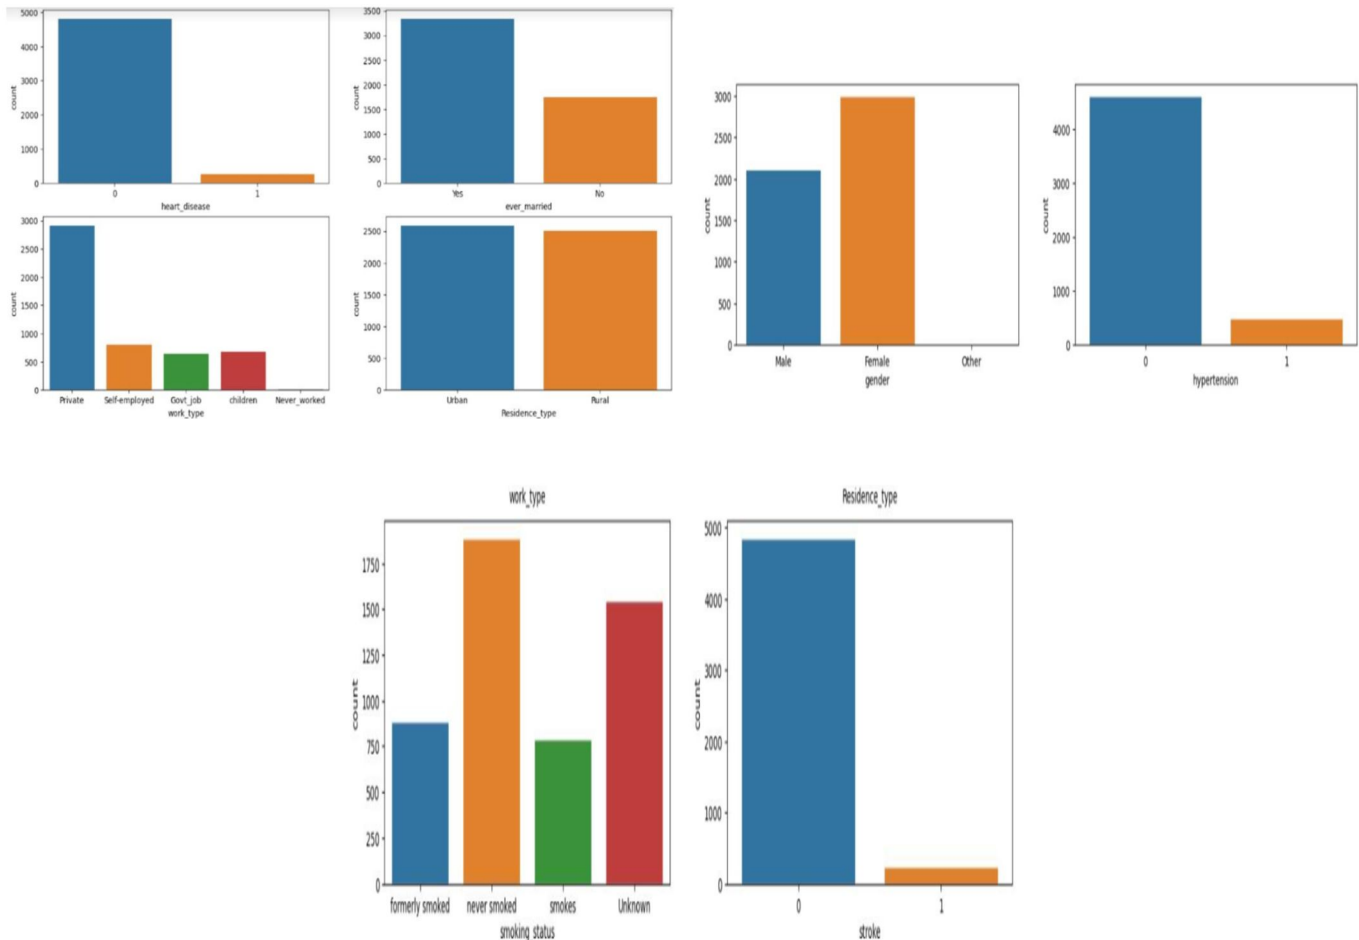 5000
4000
3000
2000
1000
0
count
0 1
heart_disease
3500
3000
2500
2000
1500
1000
500
0
count
Yes No
ever_married
3000
2500
2000
1500
1000
500
0
count
Private Self-employed Govt_job children Never_worked
work_type
2500
2000
1500
1000
500
0
count
Urban Rural
Residence_type
3000
2500
2000
1500
1000
500
0
count
Male Female Other
gender
4000
3000
2000
1000
0
count
0 1
hypertension
work_type
1750
1500
1250
1000
750
500
250
0
count
formerly smoked never smoked smokes Unknown
smoking_status
Residence_type
5000
4000
3000
2000
1000
0
count
0 1
stroke